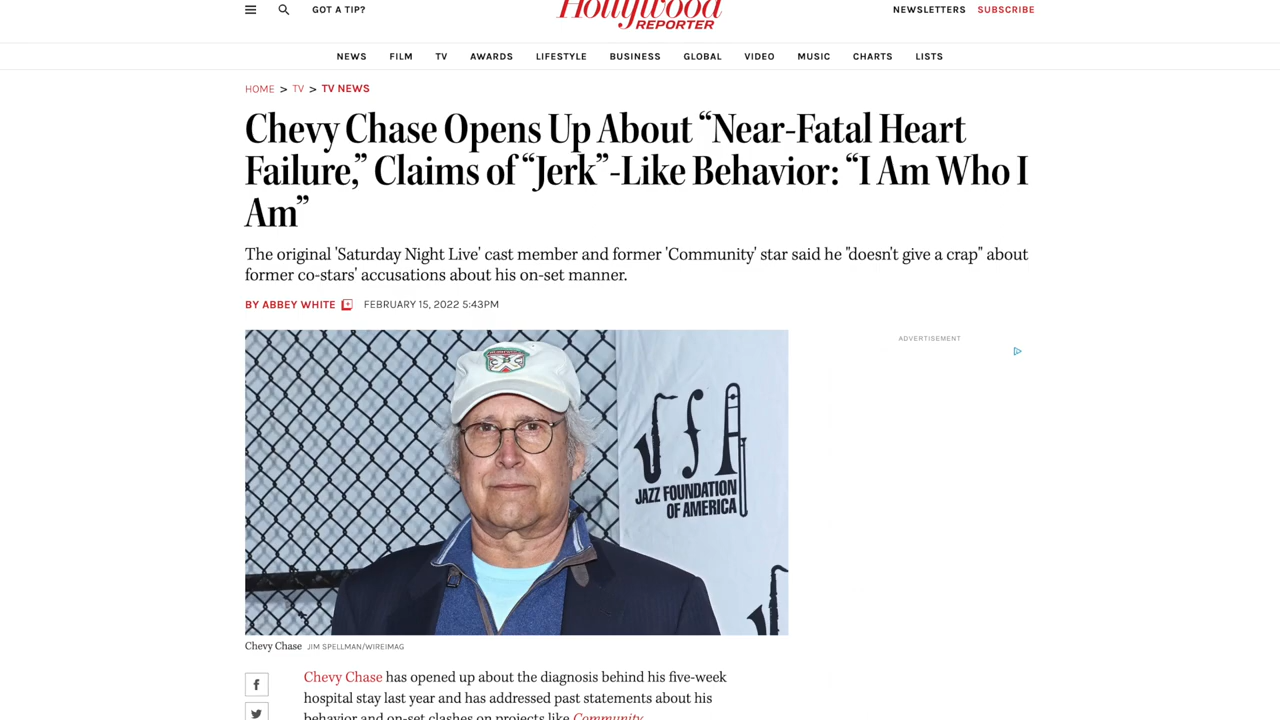 GOT A TIP?
Hollywood
REPORTER
NEWSLETTERS SUBSCRIBE
NEWS FILM TV AWARDS LIFESTYLE BUSINESS GLOBAL VIDEO MUSIC CHARTS LISTS
HOME > TV > TV NEWS
Chevy Chase Opens Up About “Near-Fatal Heart
Failure,” Claims of “Jerk”-Like Behavior: “I Am Who I
Am”
The original 'Saturday Night Live' cast member and former 'Community' star said he "doesn't give a crap" about
former co-stars' accusations about his on-set manner.
BY ABBEY WHITE FEBRUARY 15, 2022 5:43PM
ADVERTISEMENT
JFA
JAZZ FOUNDATION
OF AMERICA
Chevy Chase JIM SPELLMAN/WIREIMAG
Chevy Chase has opened up about the diagnosis behind his five-week
hospital stay last year and has addressed past statements about his
behavior and on-set clashes on projects like Community.